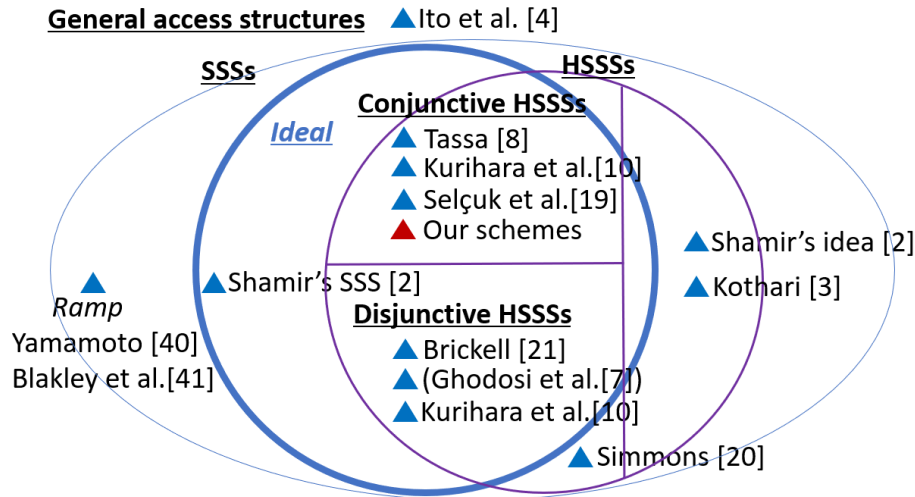 General access structures
Ito et al. [4]
SSSs
HSSSs
Ideal
Conjunctive HSSSs
Tassa [8]
Kurihara et al.[10]
Selçuk et al.[19]
Our schemes
Shamir's idea [2]
Kothari [3]
Shamir's SSS [2]
Ramp
Yamamoto [40]
Blakley et al.[41]
Disjunctive HSSSs
Brickell [21]
(Ghodosi et al.[7])
Kurihara et al.[10]
Simmons [20]